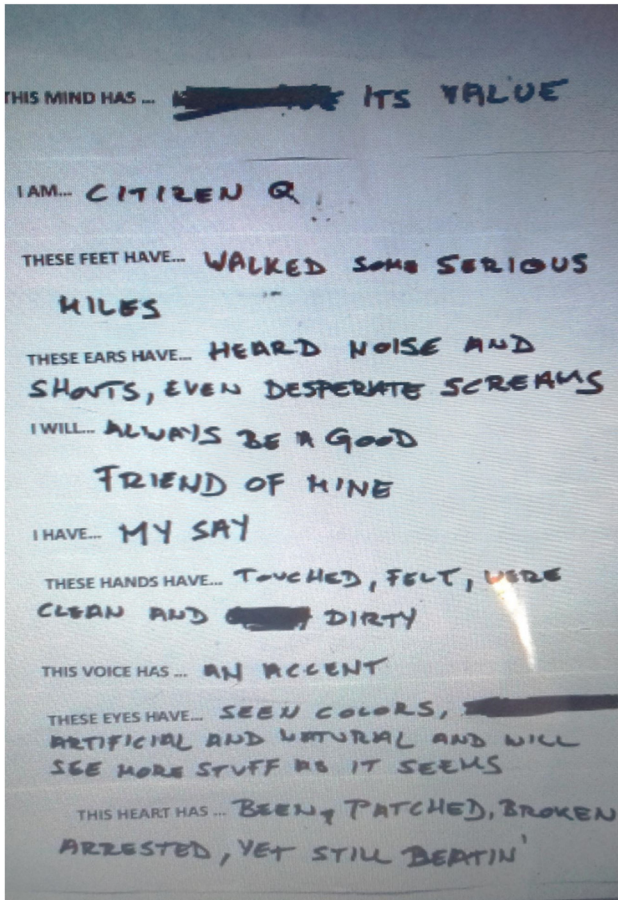 THIS MIND HAS ... ITS VALUE
I AM... CITIZEN Q
THESE FEET HAVE... WALKED SOME SERIOUS
MILES
THESE EARS HAVE... HEARD NOISE AND
SHOUTS, EVEN DESPERATE SCREAMS
I WILL... ALWAYS BE A GOOD
FRIEND OF MINE
I HAVE... MY SAY
THESE HANDS HAVE... TOUCHED, FELT, WERE
CLEAN AND DIRTY
THIS VOICE HAS ... AN ACCENT
THESE EYES HAVE... SEEN COLORS,
ARTIFICIAL AND NATURAL AND WILL
SEE MORE STUFF AS IT SEEMS
THIS HEART HAS ... BEEN, PATCHED, BROKEN
ARRESTED, YET STILL BEATIN'